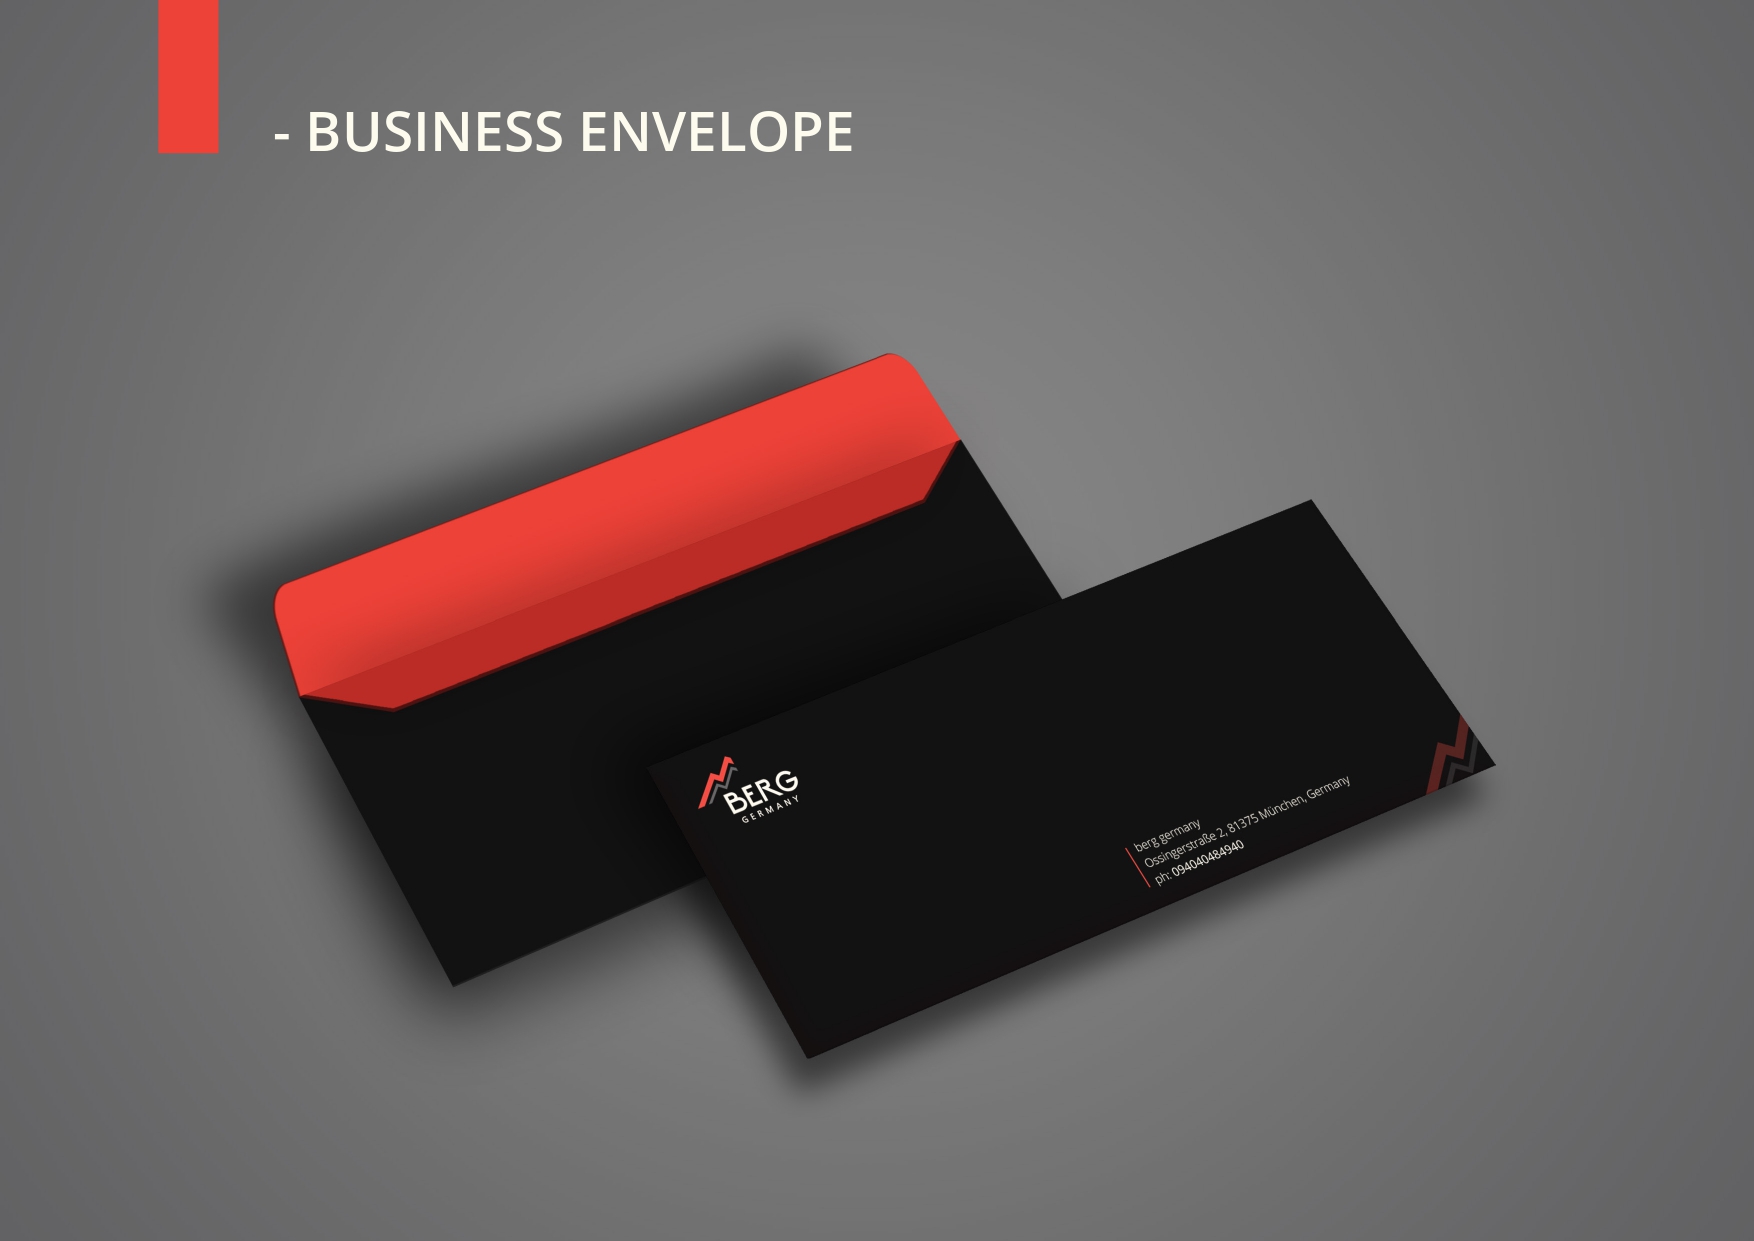 - BUSINESS ENVELOPE
BERG
GERMANY
berg germany
Ossingerstraße 2, 81375 München, Germany
ph: 094040484940